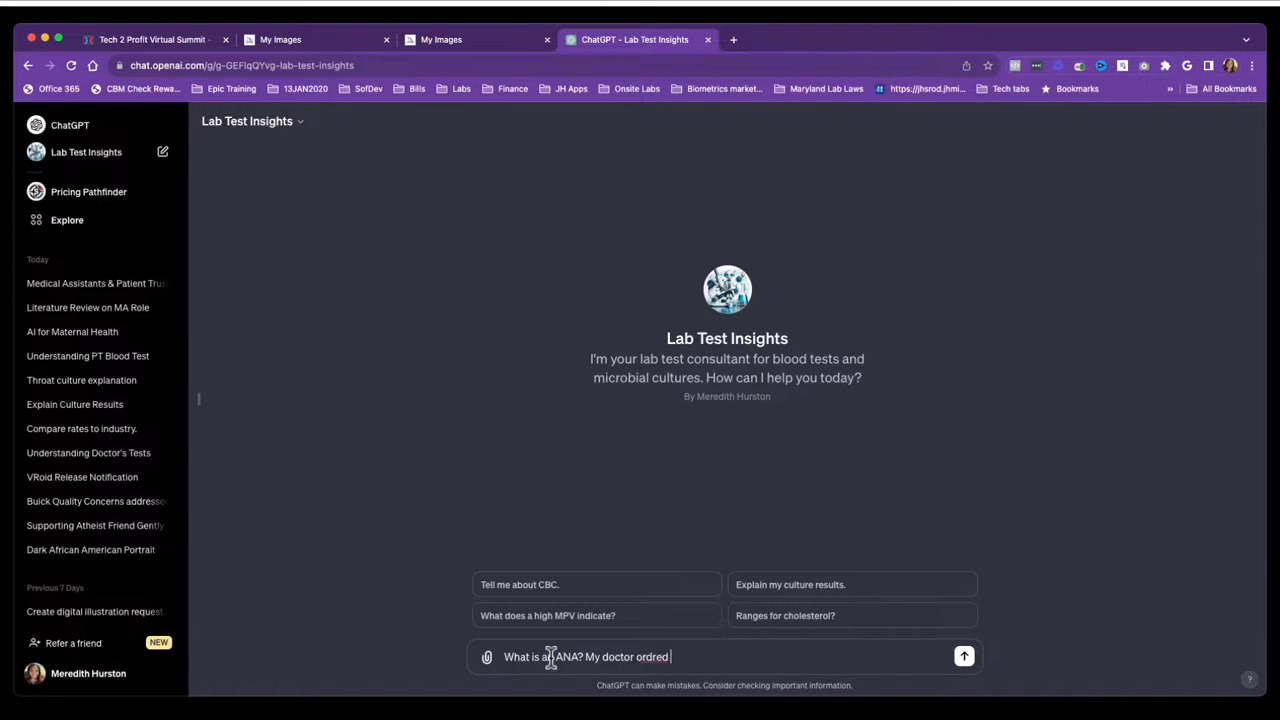 Tech 2 Profit Virtual Summit
My Images
My Images
ChatGPT - Lab Test Insights
chat.openai.com/g/g-GEFlqQYvg-lab-test-insights
Office 365
CBM Check Rewa...
Epic Training
13JAN2020
SofDev
Bills
Labs
Finance
JH Apps
Onsite Labs
Biometrics market...
Maryland Lab Laws
https://jhsrod.jhmi...
Tech tabs
Bookmarks
»
All Bookmarks
ChatGPT
Lab Test Insights
Lab Test Insights
Pricing Pathfinder
Explore
Today
Medical Assistants & Patient Trus
Literature Review on MA Role
AI for Maternal Health
Understanding PT Blood Test
Throat culture explanation
Explain Culture Results
Compare rates to industry.
Understanding Doctor's Tests
VRoid Release Notification
Buick Quality Concerns addresse
Supporting Atheist Friend Gently
Dark African American Portrait
Previous 7 Days
Create digital illustration request.
Refer a friend
NEW
Meredith Hurston
Lab Test Insights
I'm your lab test consultant for blood tests and
microbial cultures. How can I help you today?
By Meredith Hurston
Tell me about CBC.
Explain my culture results.
What does a high MPV indicate?
Ranges for cholesterol?
What is an ANA? My doctor ordred
ChatGPT can make mistakes. Consider checking important information.
?